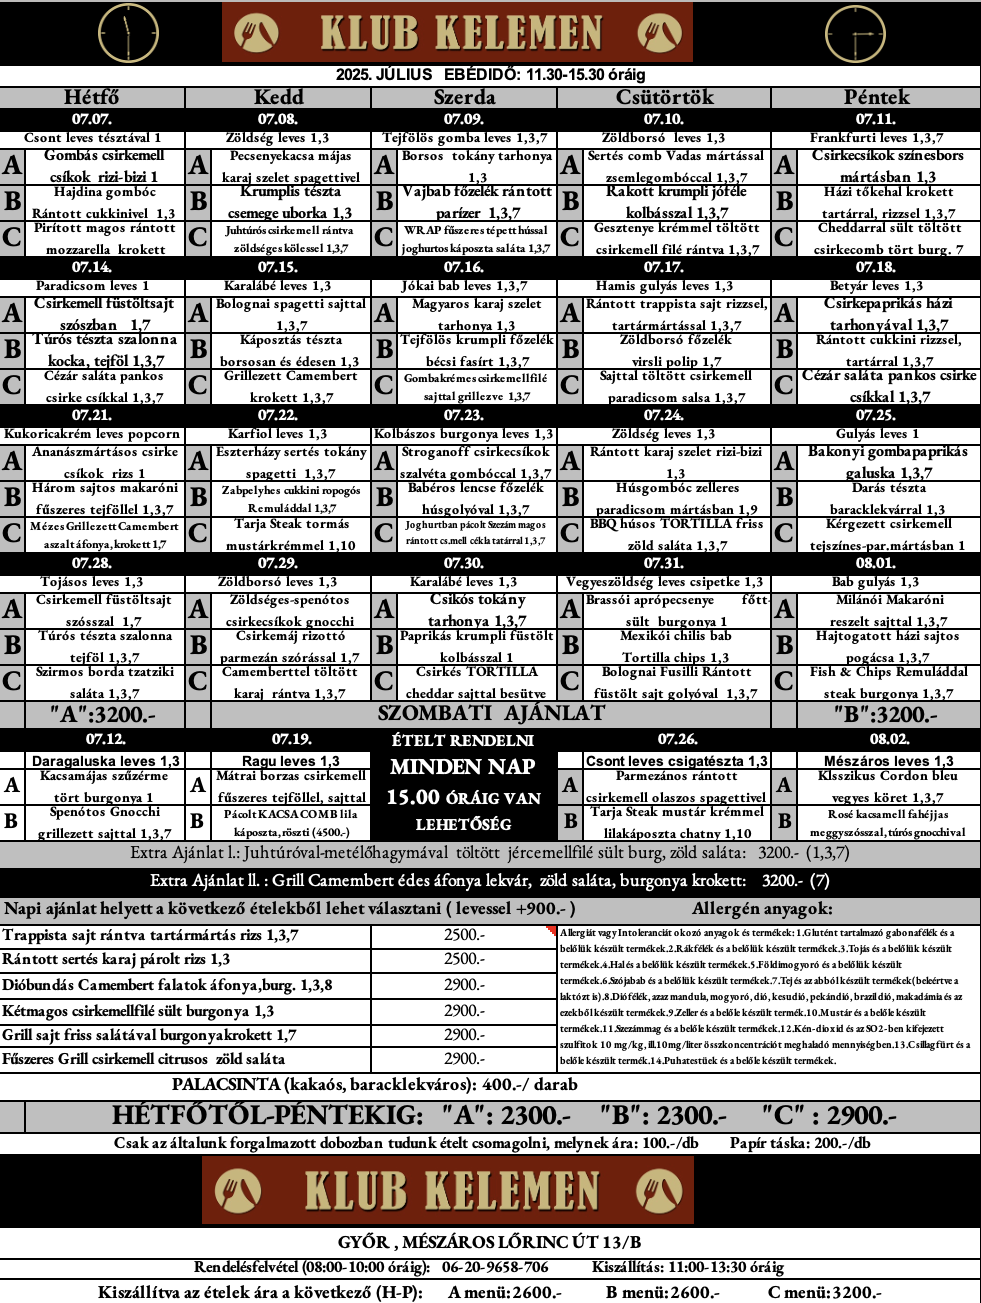 KLUB KELEMEN
2025. JÚLIUS EBÉDIDŐ: 11.30-15.30 óráig
Hétfő Kedd Szerda Csütörtök Péntek
07.07. 07.08. 07.09. 07.10. 07.11.
Csont leves tésztával 1 Zöldség leves 1,3 Tejfölös gomba leves 1,3,7 Zöldborsó leves 1,3 Frankfurti leves 1,3,7
A Gombás csirkemell A Pecsenyekacsa májas A Borsos tokány tarhonya A Sertés comb Vadas mártással A Csirkecsíkok színesbors
csíkok rizi-bizi 1 karaj szelet spagettivel 1,3 zsemlegombóccal 1,3,7 mártásban 1,3
B Hajdina gombóc B Krumplis tészta B Vajbab főzelék rántott B Rakott krumpli jóféle B Házi tőkehal krokett
Rántott cukkinivel 1,3 csemege uborka 1,3 parízer 1,3,7 kolbásszal 1,3,7 tartárral, rizzsel 1,3,7
C Pirított magos rántott C Juhtúrós csirkemell rántva C WRAP fűszeres tépett hússal C Gesztenye krémmel töltött C Cheddarral sült töltött
mozzarella krokett zöldséges kölessel 1,3,7 joghurtos káposzta saláta 1,3,7 csirkemell filé rántva 1,3,7 csirkecomb tört burg. 7
07.14. 07.15. 07.16. 07.17. 07.18.
Paradicsom leves 1 Karalábé leves 1,3 Jókai bab leves 1,3,7 Hamis gulyás leves 1,3 Betyár leves 1,3
A Csirkemell füstöltsajt A Bolognai spagetti sajttal A Magyaros karaj szelet A Rántott trappista sajt rizzsel, A Csirkepaprikás házi
szószban 1,7 1,3,7 tarhonya 1,3 tartármártással 1,3,7 tarhonyával 1,3,7
B Túrós tészta szalonna B Káposztás tészta B Tejfölös krumpli főzelék B Zöldborsó főzelék B Rántott cukkini rizzsel,
kocka, tejföl 1,3,7 borsosan és édesen 1,3 bécsi fasírt 1,3,7 virsli polip 1,7 tartárral 1,3,7
C Cézár saláta pankos C Grillezett Camembert C Gombakrémes csirkemellfilé C Sajttal töltött csirkemell C Cézár saláta pankos csirke
csirke csíkkal 1,3,7 krokett 1,3,7 sajttal grillezve 1,3,7 paradicsom salsa 1,3,7 csíkkal 1,3,7
07.21. 07.22. 07.23. 07.24. 07.25.
Kukoricakrém leves popcorn Karfiol leves 1,3 Kolbászos burgonya leves 1,3 Zöldség leves 1,3 Gulyás leves 1
A Ananászmártásos csirke A Eszterházy sertés tokány A Stroganoff csirkecsíkok A Rántott karaj szelet rizi-bizi A Bakonyi gombapaprikás
csíkok rizs 1 spagetti 1,3,7 szalvéta gombóccal 1,3,7 1,3 galuska 1,3,7
B Három sajtos makaróni B Zabpelyhes cukkini ropogós B Babéros lencse főzelék B Húsgombóc zelleres B Darás tészta
fűszeres tejföllel 1,3,7 Remuláddal 1,3,7 húsgolyóval 1,3,7 paradicsom mártásban 1,9 baracklekvárral 1,3
C Mézes Grillezett Camembert C Tarja Steak tormás C Joghurtban pácolt Szezám magos C BBQ húsos TORTILLA friss C Kérgezett csirkemell
aszalt áfonya, krokett 1,7 mustárkrémmel 1,10 rántott cs.mell cékla tatárral 1,3,7 zöld saláta 1,3,7 tejszínes-par.mártásban 1
07.28. 07.29. 07.30. 07.31. 08.01.
Tojásos leves 1,3 Zöldborsó leves 1,3 Karalábé leves 1,3 Vegyeszöldség leves csipetke 1,3 Bab gulyás 1,3
A Csirkemell füstöltsajt A Zöldséges-spenótos A Csikós tokány A Brassói aprópecsenye főtt- A Milánói Makaróni
szósszal 1,7 csirkecsíkok gnocchi tarhonya 1,3,7 sült burgonya 1 reszelt sajttal 1,3,7
B Túrós tészta szalonna B Csirkemáj rizottó B Paprikás krumpli füstölt B Mexikói chilis bab B Hajtogatott házi sajtos
tejföl 1,3,7 parmezán szórással 1,7 kolbásszal 1 Tortilla chips 1,3 pogácsa 1,3,7
C Szirmos borda tzatziki C Camemberttel töltött C Csirkés TORTILLA C Bolognai Fusilli Rántott C Fish & Chips Remuláddal
saláta 1,3,7 karaj rántva 1,3,7 cheddar sajttal besütve füstölt sajt golyóval 1,3,7 steak burgonya 1,3,7
"A":3200.- SZOMBATI AJÁNLAT "B":3200.-
07.12. 07.19. ÉTELT RENDELNI 07.26. 08.02.
Daragaluska leves 1,3 Ragu leves 1,3 MINDEN NAP Csont leves csigatészta 1,3 Mészáros leves 1,3
A Kacsamájas szűzérme A Mátrai borzas csirkemell A Parmezános rántott A Klsszikus Cordon bleu
tört burgonya 1 fűszeres tejföllel, sajttal 15.00 ÓRÁIG VAN csirkemell olaszos spagettivel vegyes köret 1,3,7
B Spenótos Gnocchi B Pácolt KACSACOMB lila LEHETŐSÉG B Tarja Steak mustár krémmel B Rosé kacsamell fahéjjas
grillezett sajttal 1,3,7 káposzta, röszti (4500.-) lilakáposzta chatny 1,10 meggyszósszal, túrós gnocchival
Extra Ajánlat l.: Juhtúróval-metélőhagymával töltött jércemellfilé sült burg, zöld saláta: 3200.- (1,3,7)
Extra Ajánlat ll. : Grill Camembert édes áfonya lekvár, zöld saláta, burgonya krokett: 3200.- (7)
Napi ajánlat helyett a következő ételekből lehet választani ( levessel +900.- ) Allergén anyagok:
Trappista sajt rántva tartármártás rizs 1,3,7 2500.-
Rántott sertés karaj párolt rizs 1,3 2500.-
Dióbundás Camembert falatok áfonya,burg. 1,3,8 2900.-
Kétmagos csirkemellfilé sült burgonya 1,3 2900.-
Grill sajt friss salátával burgonyakrokett 1,7 2900.-
Fűszeres Grill csirkemell citrusos zöld saláta 2900.-
Allergiát vagy Intoleranciát okozó anyagok és termékek: 1.Glutént tartalmazó gabonafélék és a
belőlük készült termékek.2.Rákfélék és a belőlük készült termékek.3.Tojás és a belőlük készült
termékek.4.Hal és a belőlük készült termékek.5.Földimogyoró és a belőlük készült
termékek.6.Szójabab és a belőlük készült termékek.7.Tej és az abból készült termékek(beleértve a
laktózt is).8.Diófélék, azaz mandula, mogyoró, dió, kesudió, pekándió, brazildió, makadámia és az
ezekből készült termékek.9.Zeller és a belőle készült termék.10.Mustár és a belőle készült
termékek.11.Szezámmag és a belőle készült termékek.12.Kén-dioxid és az SO2-ben kifejezett
szulfitok 10 mg/kg, ill.10mg/liter összkoncentrációt meghaladó mennyiségben.13.Csillagfürt és a
belőle készült termék.14.Puhatestűek és a belőle készült termékek.
PALACSINTA (kakaós, baracklekváros): 400.-/ darab
HÉTFŐTŐL-PÉNTEKIG: "A": 2300.- "B": 2300.- "C" : 2900.-
Csak az általunk forgalmazott dobozban tudunk ételt csomagolni, melynek ára: 100.-/db Papír táska: 200.-/db
KLUB KELEMEN
GYŐR , MÉSZÁROS LŐRINC ÚT 13/B
Rendelésfelvétel (08:00-10:00 óráig): 06-20-9658-706 Kiszállítás: 11:00-13:30 óráig
Kiszállítva az ételek ára a következő (H-P): A menü:2600.- B menü:2600.- C menü:3200.-